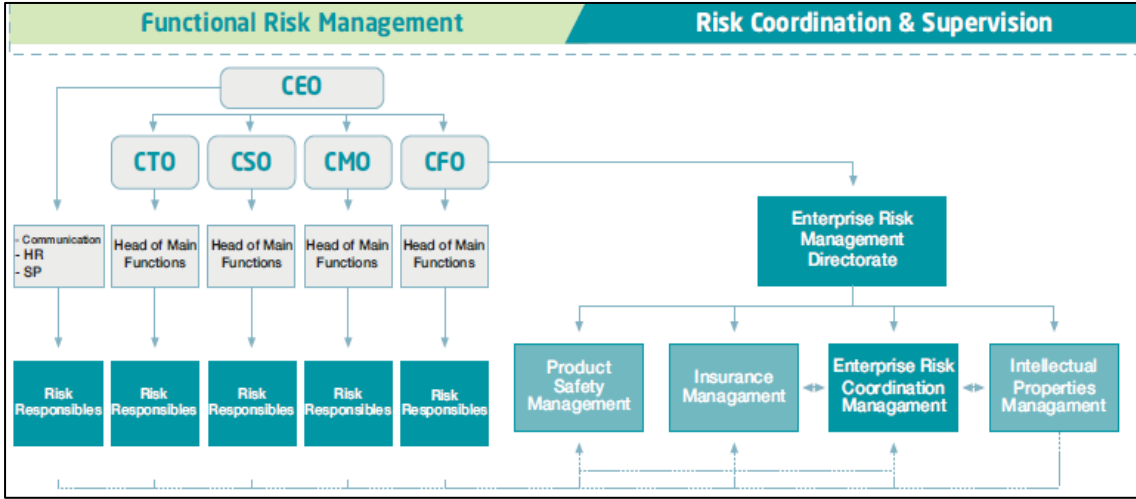 Functional Risk Management
Risk Coordination & Supervision
CEO
CTO
CSO
CMO
CFO
- Communication
- HR
- SP
Head of Main
Functions
Head of Main
Functions
Head of Main
Functions
Head of Main
Functions
Enterprise Risk
Management
Directorate
Risk
Responsibles
Risk
Responsibles
Risk
Responsibles
Risk
Responsibles
Risk
Responsibles
Product
Safety
Management
Insurance
Managament
Enterprise Risk
Coordination
Managament
Intellectual
Properties
Managament